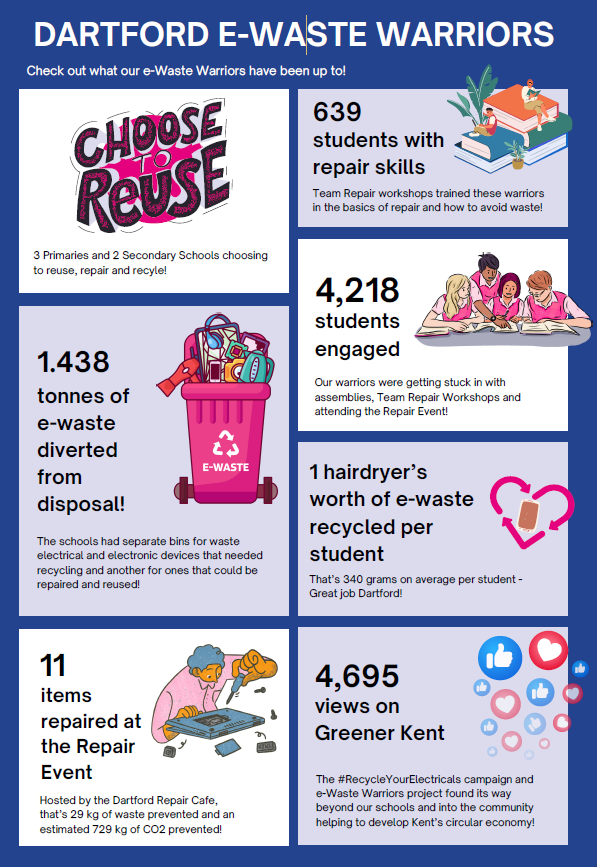 DARTFORD E-WASTE WARRIORS
Check out what our e-Waste Warriors have been up to!
CHOOSE
TO
REUSE
3 Primaries and 2 Secondary Schools choosing
to reuse, repair and recyle!
639
students with
repair skills
Team Repair workshops trained these warriors
in the basics of repair and how to avoid waste!
4,218
students
engaged
Our warriors were getting stuck in with
assemblies, Team Repair Workshops and
attending the Repair Event!
1.438
tonnes of
e-waste
diverted
from
disposal!
E-WASTE
The schools had separate bins for waste
electrical and electronic devices that needed
recycling and another for ones that could be
repaired and reused!
1 hairdryer's
worth of e-waste
recycled per
student
That's 340 grams on average per student -
Great job Dartford!
11
items
repaired at
the Repair
Event
Hosted by the Dartford Repair Cafe,
that's 29 kg of waste prevented and an
estimated 729 kg of CO2 prevented!
4,695
views on
Greener Kent
The #RecycleYourElectricals campaign and
e-Waste Warriors project found its way
beyond our schools and into the community
helping to develop Kent's circular economy!